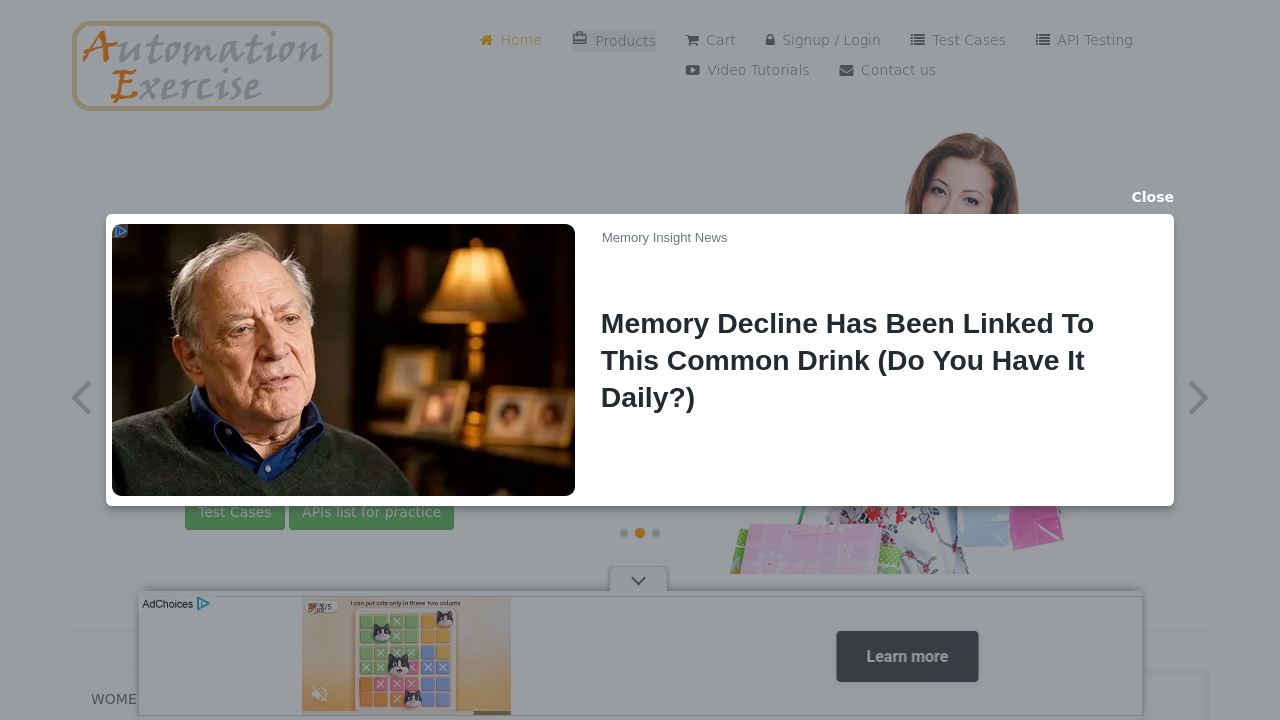 Automation
Exercise
Home
Products
Cart
Signup / Login
Test Cases
API Testing
Video Tutorials
Contact us
Close
Memory Insight News
Memory Decline Has Been Linked To
This Common Drink (Do You Have It
Daily?)
Test Cases
APIs list for practice
AdChoices
I can put cats only in these two colums
Learn more
WOME